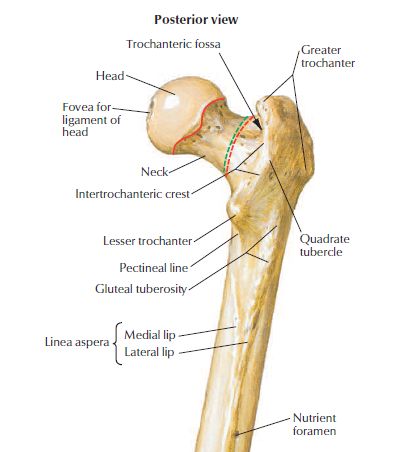 Posterior view
Trochanteric fossa
Greater
trochanter
Head
Fovea for
ligament of
head
Neck
Intertrochanteric crest
Lesser trochanter
Quadrate
tubercle
Pectineal line
Gluteal tuberosity
Linea aspera
Medial lip
Lateral lip
Nutrient
foramen